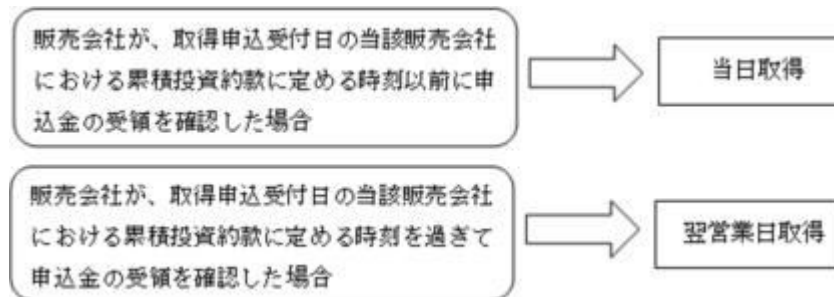 販売会社が、取得申込受付日の当該販売会社
における累積投資約款に定める時刻以前に申
込金の受領を確認した場合
当日取得
販売会社が、取得申込受付日の当該販売会社
における累積投資約款に定める時刻を過ぎて
申込金の受領を確認した場合
翌営業日取得